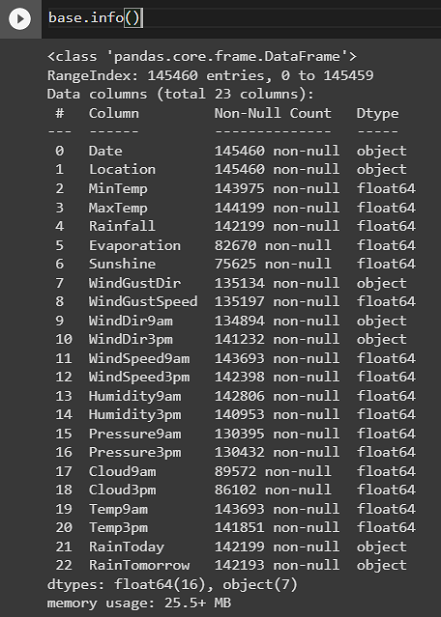 base.info()
<class 'pandas.core.frame.DataFrame'>
RangeIndex: 145460 entries, 0 to 145459
Data columns (total 23 columns):
 #   Column         Non-Null Count   Dtype
---  ------         --------------   -----
 0   Date           145460 non-null  object
 1   Location       145460 non-null  object
 2   MinTemp        143975 non-null  float64
 3   MaxTemp        144199 non-null  float64
 4   Rainfall       142199 non-null  float64
 5   Evaporation    82670 non-null   float64
 6   Sunshine       75625 non-null   float64
 7   WindGustDir    135134 non-null  object
 8   WindGustSpeed  135197 non-null  float64
 9   WindDir9am     134894 non-null  object
 10  WindDir3pm     141232 non-null  object
 11  WindSpeed9am   143693 non-null  float64
 12  WindSpeed3pm   142398 non-null  float64
 13  Humidity9am    142806 non-null  float64
 14  Humidity3pm    140953 non-null  float64
 15  Pressure9am    130395 non-null  float64
 16  Pressure3pm    130432 non-null  float64
 17  Cloud9am       89572 non-null   float64
 18  Cloud3pm       86102 non-null   float64
 19  Temp9am        143693 non-null  float64
 20  Temp3pm        141851 non-null  float64
 21  RainToday      142199 non-null  object
 22  RainTomorrow   142193 non-null  object
dtypes: float64(16), object(7)
memory usage: 25.5+ MB